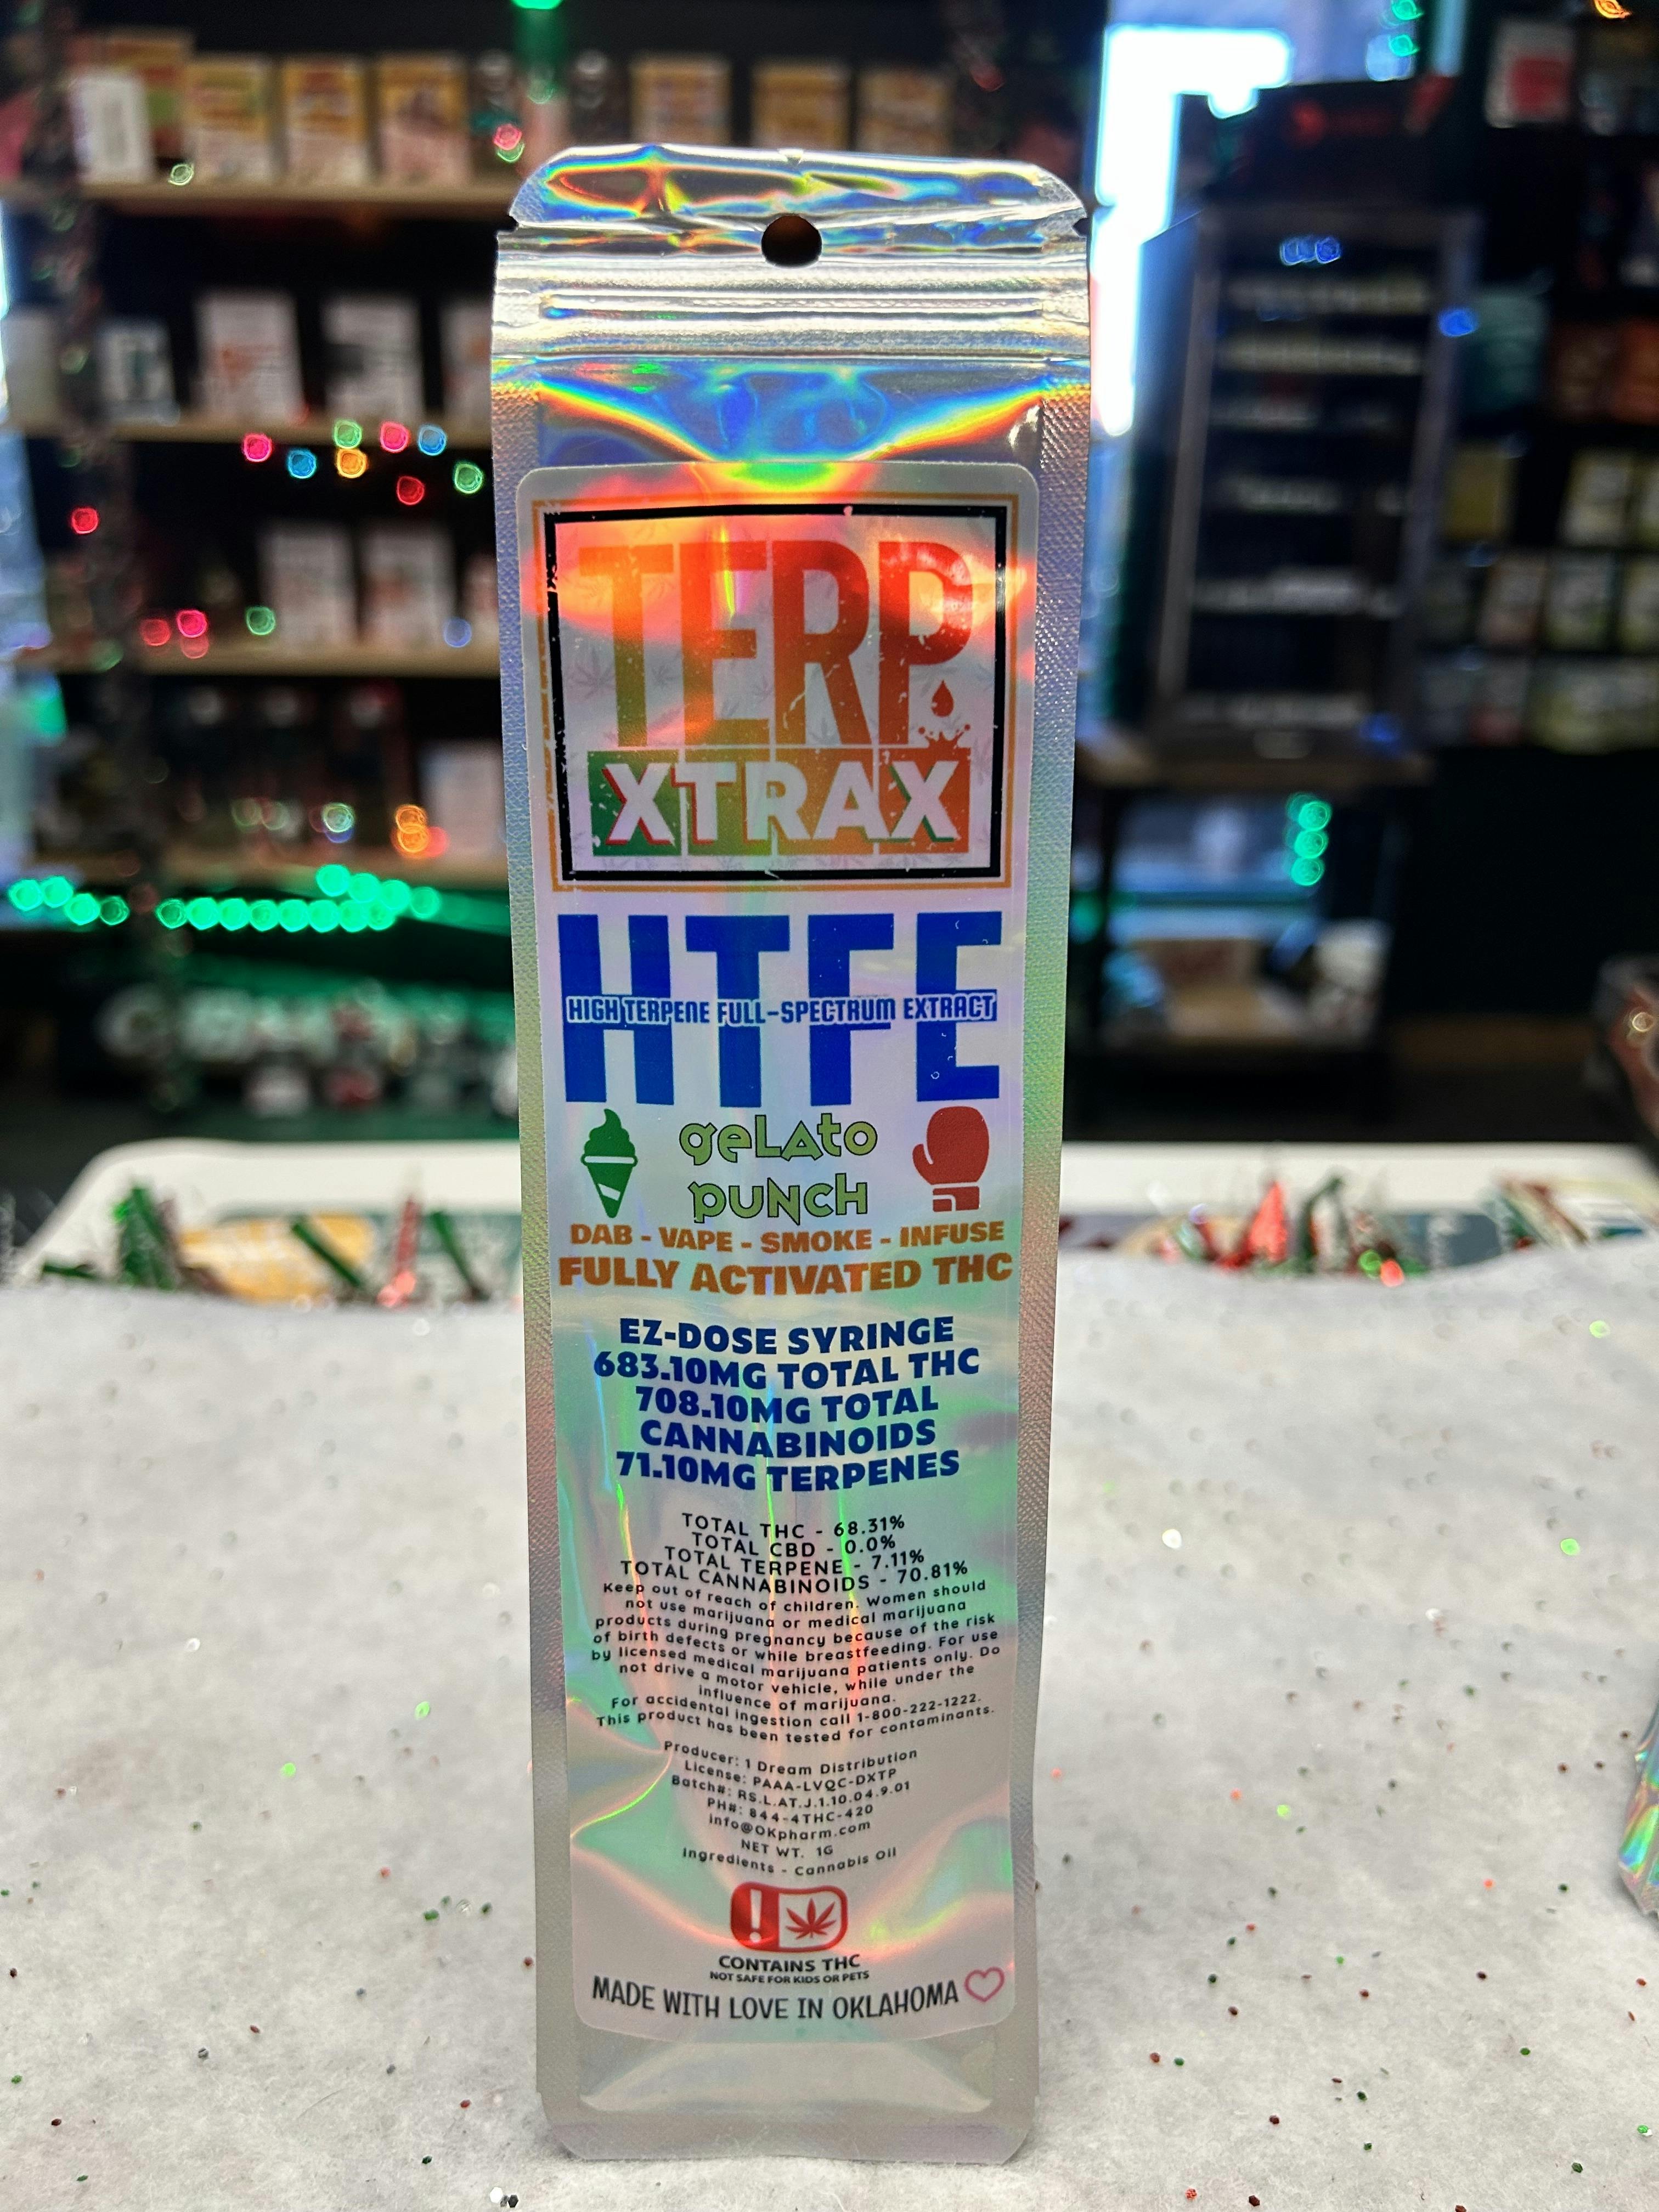 TERP
XTRAX
HTFE
HIGH TERPENE FULL-SPECTRUM EXTRACT
geLAto
puNcH
DAB - VAPE - SMOKE - INFUSE
FULLY ACTIVATED THC
EZ-DOSE SYRINGE
683.10MG TOTAL THC
708.10MG TOTAL
CANNABINOIDS
71.10MG TERPENES
TOTAL THC - 68.31%
TOTAL CBD - 0.0%
TOTAL TERPENE - 7.11%
TOTAL CANNABINOIDS - 70.81%
Keep out of reach of children. Women should
not use marijuana or medical marijuana
products during pregnancy because of the risk
of birth defects or while breastfeeding. For use
by licensed medical marijuana patients only. Do
not drive a motor vehicle, while under the
influence of marijuana.
For accidental ingestion call 1-800-222-1222.
This product has been tested for contaminants.
Producer: 1 Dream Distribution
License: PAAA-LVQC-DXTP
Batch#: RS.L.AT.J.1.10.04.9.01
PH#: 844-4THC-420
info@OKpharm.com
NET WT. 1G
Ingredients - Cannabis Oil
!
CONTAINS THC
NOT SAFE FOR KIDS OR PETS
MADE WITH LOVE IN OKLAHOMA